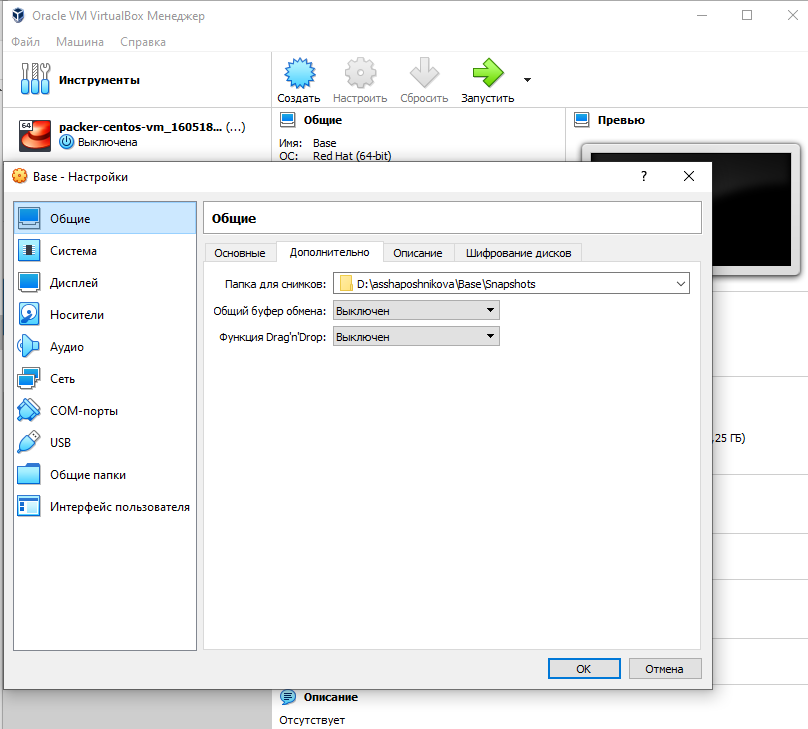 Oracle VM VirtualBox Менеджер
Файл Машина Справка
Инструменты
Создать Настроить Сбросить Запустить
64
packer-centos-vm_160518... (...)
Выключена
Общие
Имя: Base
ОС: Red Hat (64-bit)
Превью
Base - Настройки
?
Общие
Система
Дисплей
Носители
Аудио
Сеть
COM-порты
USB
Общие папки
Интерфейс пользователя
Общие
Основные Дополнительно Описание Шифрование дисков
Папка для снимков: D:\asshaposhnikova\Base\Snapshots
Общий буфер обмена: Выключен
Функция Drag'n'Drop: Выключен
OK Отмена
,25 ГБ)
Описание
Отсутствует